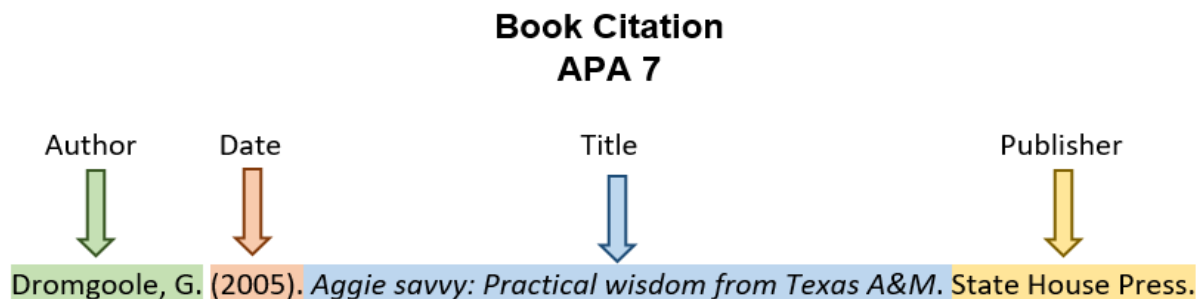 Book Citation
APA 7
Author Date Title Publisher
Dromgoole, G. (2005). Aggie savvy: Practical wisdom from Texas A&M. State House Press.